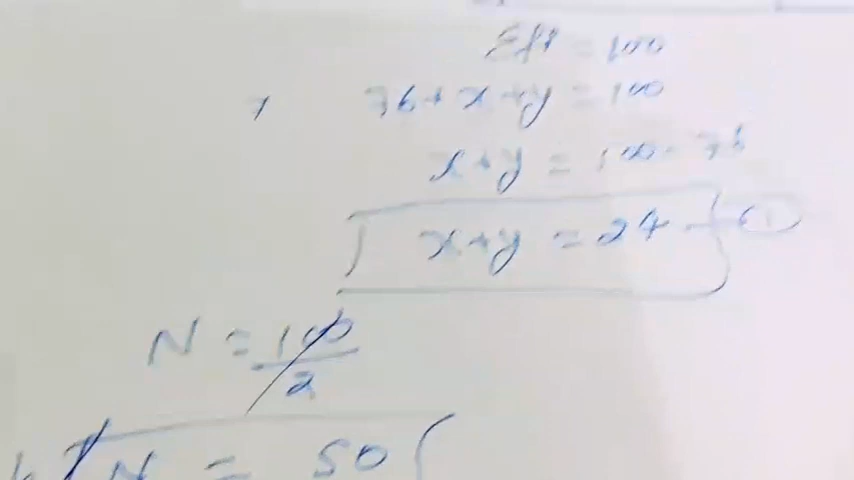 Σfi = 100
76 + x + y = 100
x + y = 100 - 76
x + y = 24 - ①
N = 100/2
N = 50